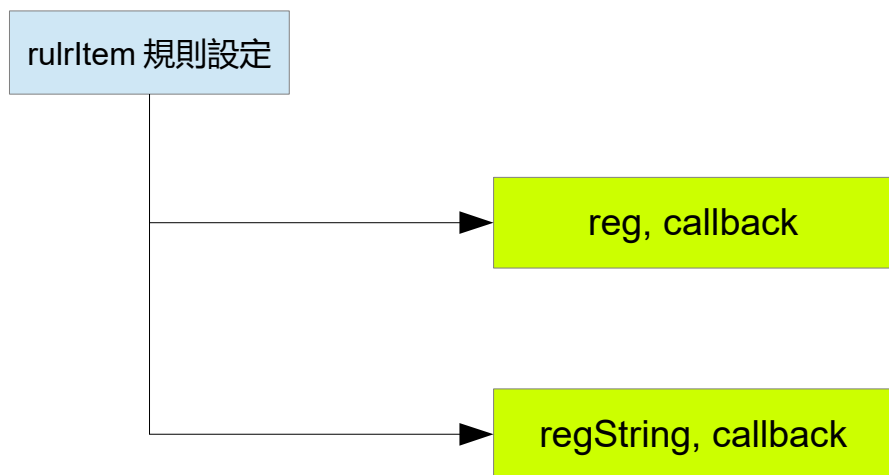 rulrItem 規則設定
reg, callback
regString, callback